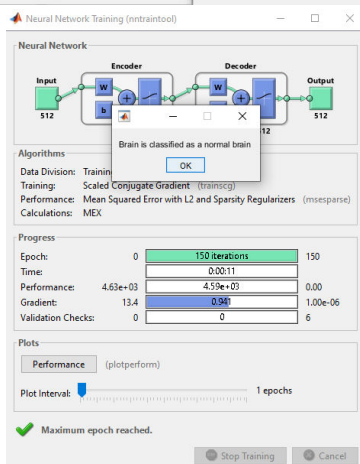 Neural Network Training (nntraintool)
Neural Network
Encoder
Decoder
Input
W
b
+
W
+
Output
512
12
512
Brain is classified as a normal brain
OK
Algorithms
Data Division:
Training: Scaled Conjugate Gradient (trainscg)
Performance: Mean Squared Error with L2 and Sparsity Regularizers (msesparse)
Calculations: MEX
Progress
Epoch: 0 150 iterations 150
Time: 0:00:11
Performance: 4.63e+03 4.59e+03 0.00
Gradient: 13.4 0.941 1.00e-06
Validation Checks: 0 0 6
Plots
Performance (plotperform)
Plot Interval: 1 epochs
Maximum epoch reached.
Stop Training Cancel